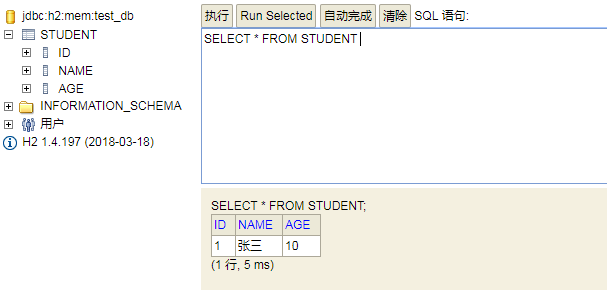 jdbc:h2:mem:test_db
STUDENT
ID
NAME
AGE
INFORMATION_SCHEMA
用户
H2 1.4.197 (2018-03-18)
执行 Run Selected 自动完成 清除 SQL 语句:
SELECT * FROM STUDENT
SELECT * FROM STUDENT;
ID NAME AGE
1 张三 10
(1 行, 5 ms)